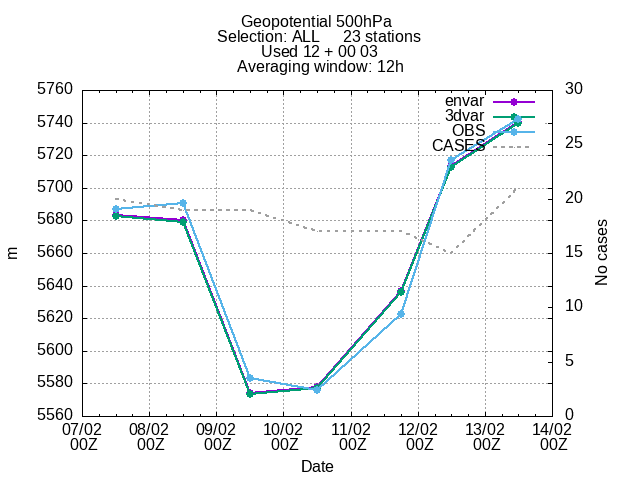 Geopotential 500hPa
Selection: ALL 23 stations
Used 12 + 00 03
Averaging window: 12h
5760
5740
5720
5700
5680
5660
5640
5620
5600
5580
5560
m
30
25
20
15
10
5
0
No cases
envar
3dvar
OBS
CASES
07/02 08/02 09/02 10/02 11/02 12/02 13/02 14/02
00Z 00Z 00Z 00Z 00Z 00Z 00Z 00Z
Date